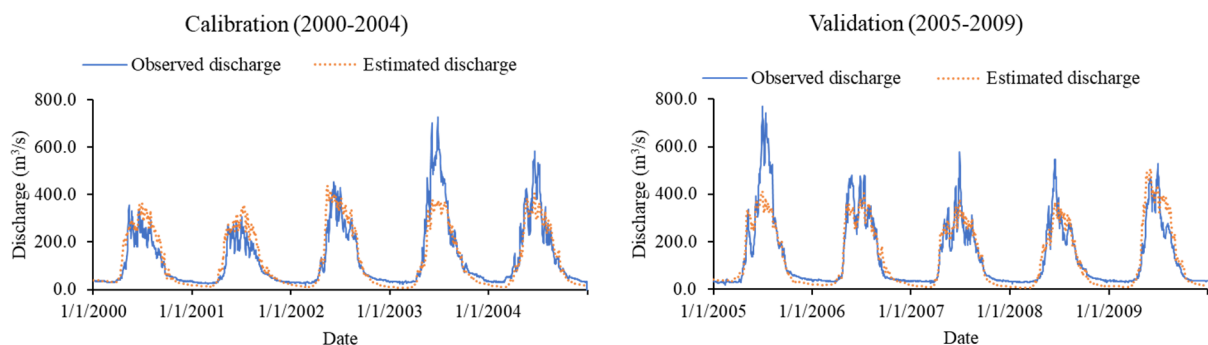 Calibration (2000-2004)
Observed discharge
Estimated discharge
Discharge (m³/s)
800.0
600.0
400.0
200.0
0.0
1/1/2000 1/1/2001 1/1/2002 1/1/2003 1/1/2004
Date
Validation (2005-2009)
Observed discharge
Estimated discharge
Discharge (m³/s)
800.0
600.0
400.0
200.0
0.0
1/1/2005 1/1/2006 1/1/2007 1/1/2008 1/1/2009
Date